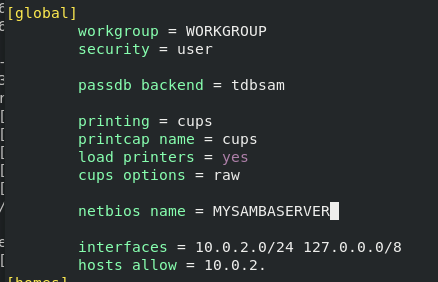 [global]
workgroup = WORKGROUP
security = user
passdb backend = tdbsam
printing = cups
printcap name = cups
load printers = yes
cups options = raw
netbios name = MYSAMBASERVER
interfaces = 10.0.2.0/24 127.0.0.0/8
hosts allow = 10.0.2.
[homes]